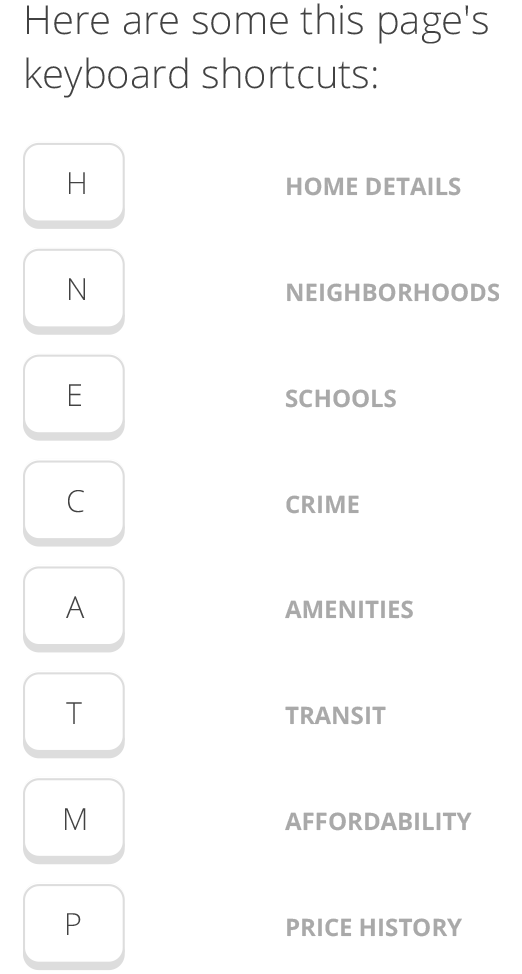 Here are some this page's
keyboard shortcuts:
H HOME DETAILS
N NEIGHBORHOODS
E SCHOOLS
C CRIME
A AMENITIES
T TRANSIT
M AFFORDABILITY
P PRICE HISTORY